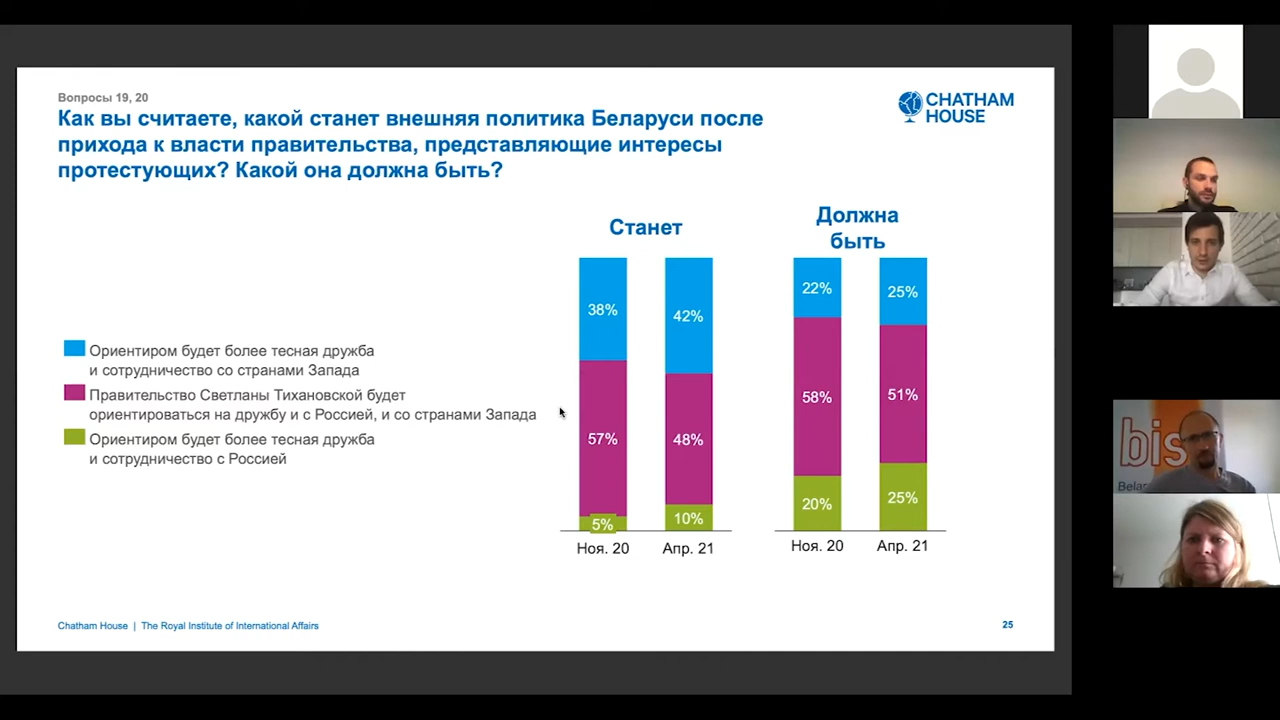 Вопросы 19, 20
Как вы считаете, какой станет внешняя политика Беларуси после
прихода к власти правительства, представляющие интересы
протестующих? Какой она должна быть?
CHATHAM
HOUSE
Станет
Должна
быть
38%
42%
22%
25%
Ориентиром будет более тесная дружба
и сотрудничество со странами Запада
Правительство Светланы Тихановской будет
ориентироваться на дружбу и с Россией, и со странами Запада
Ориентиром будет более тесная дружба
и сотрудничество с Россией
57%
48%
58%
51%
5%
10%
20%
25%
Ноя. 20
Апр. 21
Ноя. 20
Апр. 21
Chatham House | The Royal Institute of International Affairs
25
bis